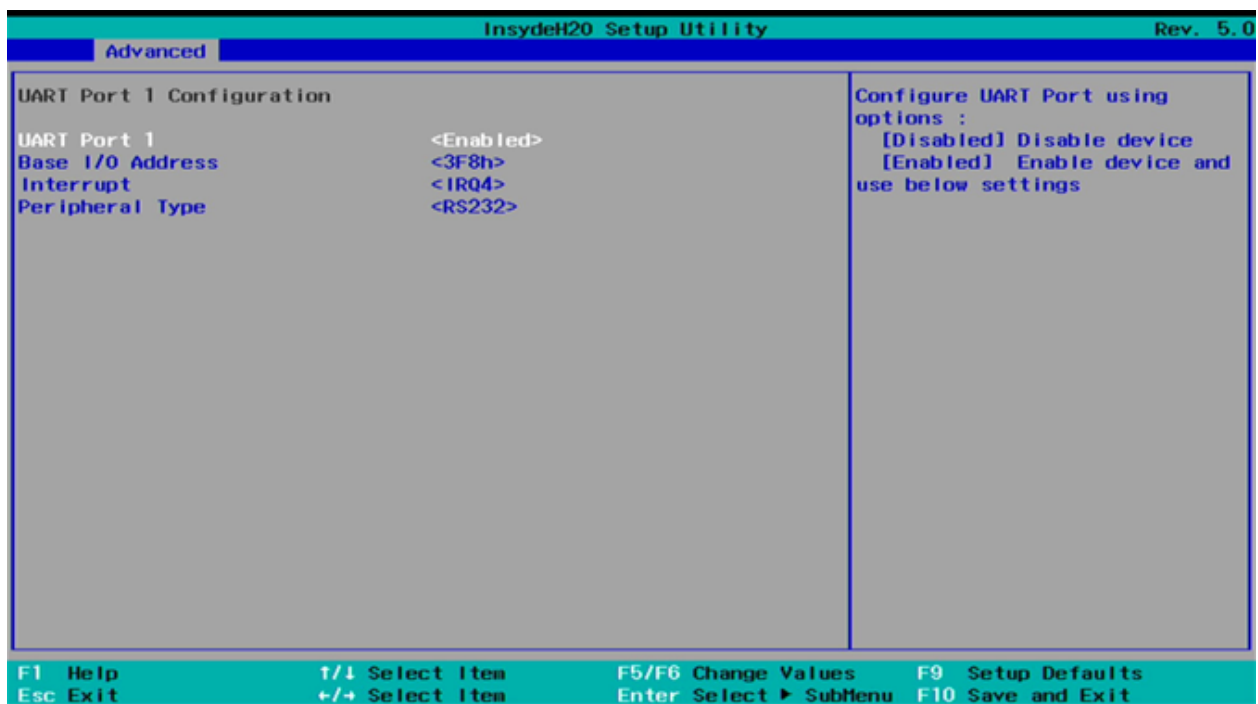 InsydeH20 Setup Utility Rev. 5.0
Advanced
UART Port 1 Configuration
UART Port 1 <Enabled>
Base I/O Address <3F8h>
Interrupt <IRQ4>
Peripheral Type <RS232>
Configure UART Port using
options :
[Disabled] Disable device
[Enabled] Enable device and
use below settings
F1 Help ↑/↓ Select Item F5/F6 Change Values F9 Setup Defaults
Esc Exit ←/→ Select Item Enter Select ▶ SubMenu F10 Save and Exit